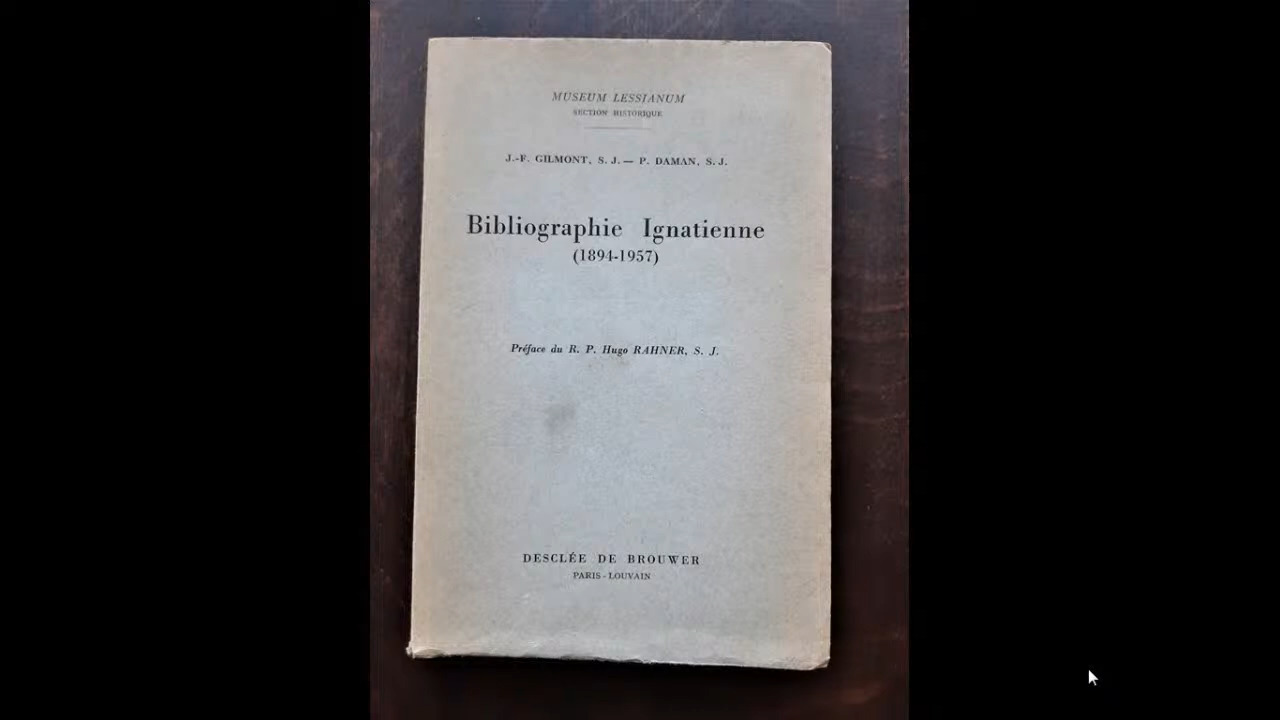 MUSEUM LESSIANUM
SECTION HISTORIQUE
J.-F. GILMONT, S. J. — P. DAMAN, S. J.
Bibliographie Ignatienne
(1894-1957)
Préface du R. P. Hugo RAHNER, S. J.
DESCLÉE DE BROUWER
PARIS - LOUVAIN